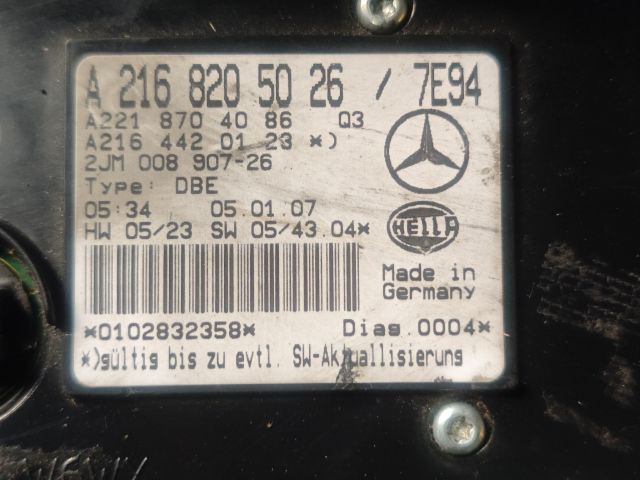 A 216 820 50 26 / 7E94
A221 870 40 86 Q3
A216 442 01 23 *)
2JM 008 907-26
Type: DBE
05:34 05.01.07
HW 05/23 SW 05/43.04*
HELLA
Made in
Germany
*0102832358* Diag.0004*
*)gültig bis zu evtl. SW-Aktuallisierung